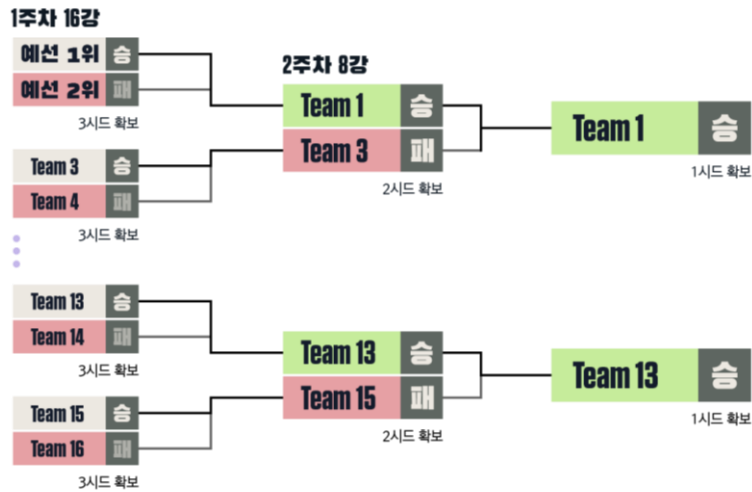 1주차 16강
예선 1위 승
예선 2위 패
3시드 확보
Team 3 승
Team 4 패
3시드 확보
Team 13 승
Team 14 패
3시드 확보
Team 15 승
Team 16 패
3시드 확보
2주차 8강
Team 1 승
Team 3 패
2시드 확보
Team 13 승
Team 15 패
2시드 확보
Team 1 승
1시드 확보
Team 13 승
1시드 확보